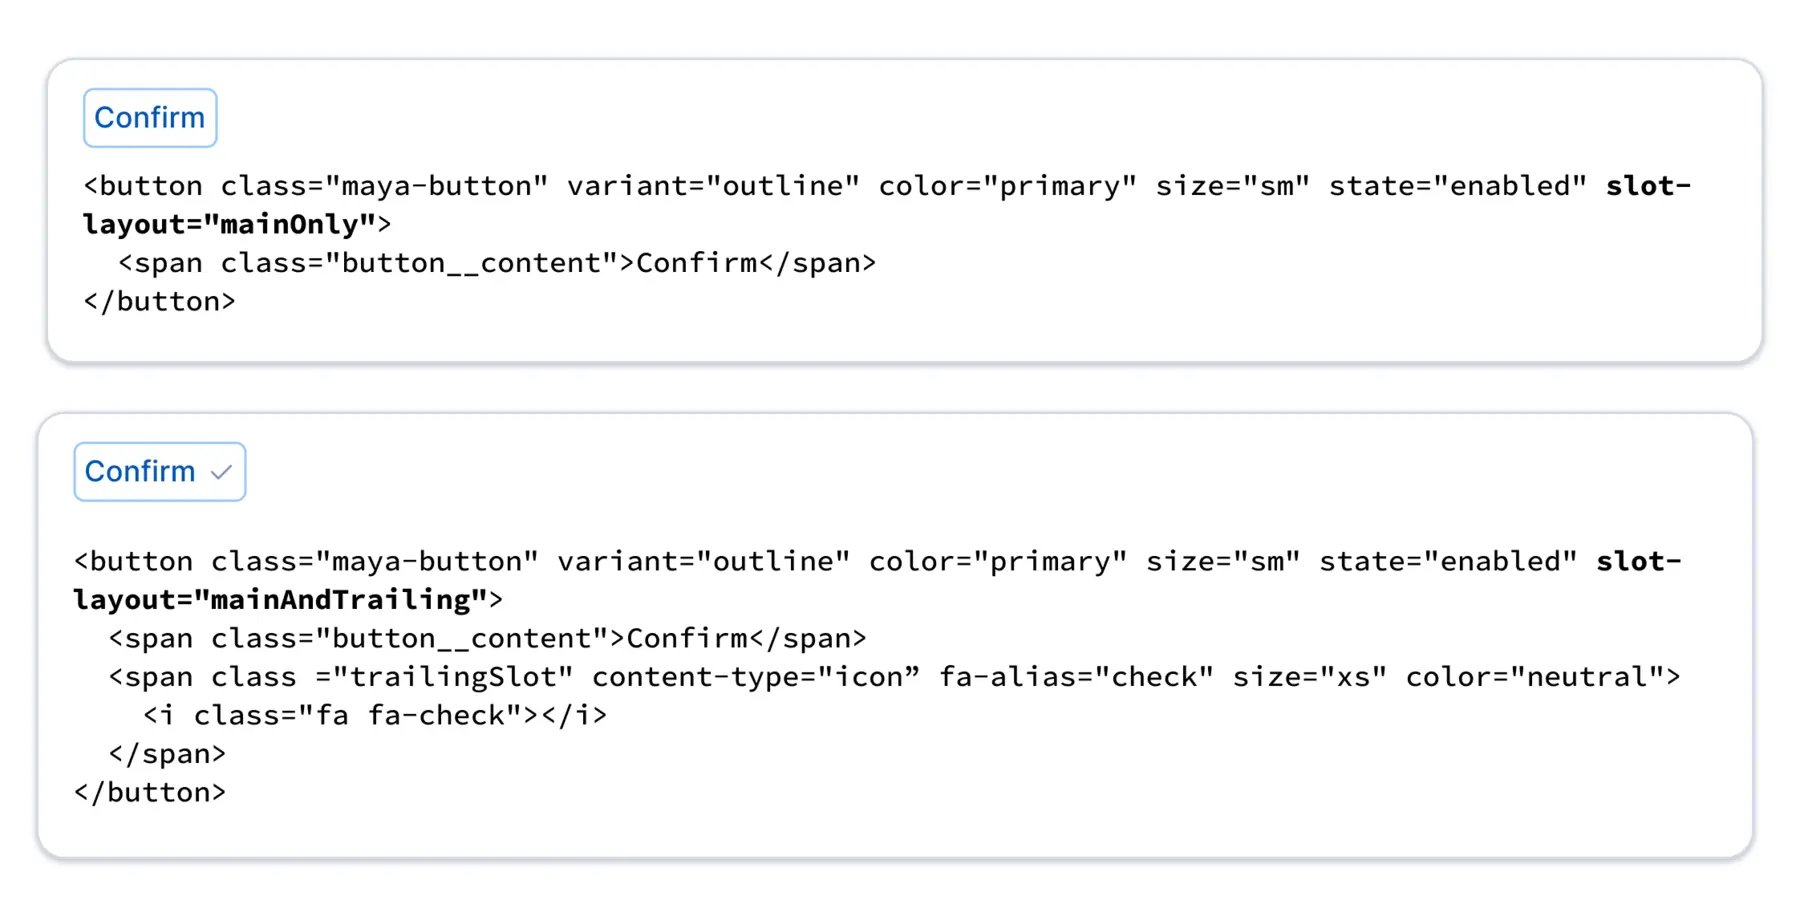 Confirm
<button class="maya-button" variant="outline" color="primary" size="sm" state="enabled" slot-
layout="mainOnly">
  <span class="button__content">Confirm</span>
</button>
Confirm
<button class="maya-button" variant="outline" color="primary" size="sm" state="enabled" slot-
layout="mainAndTrailing">
  <span class="button__content">Confirm</span>
  <span class ="trailingSlot" content-type="icon” fa-alias="check" size="xs" color="neutral">
    <i class="fa fa-check"></i>
  </span>
</button>